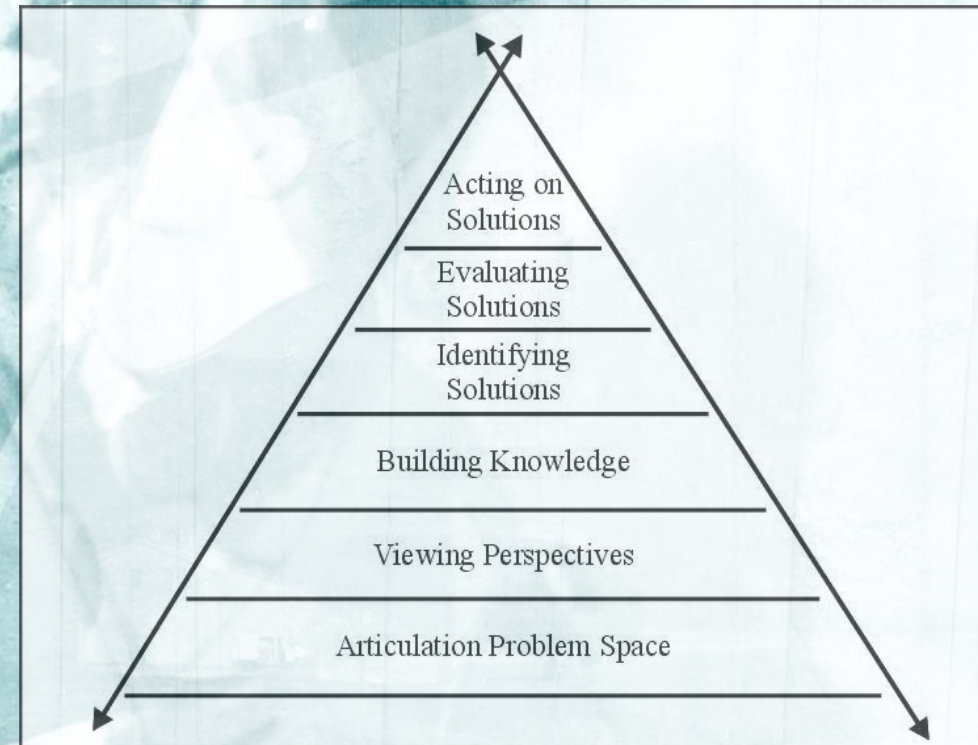 Acting on
Solutions
Evaluating
Solutions
Identifying
Solutions
Building Knowledge
Viewing Perspectives
Articulation Problem Space